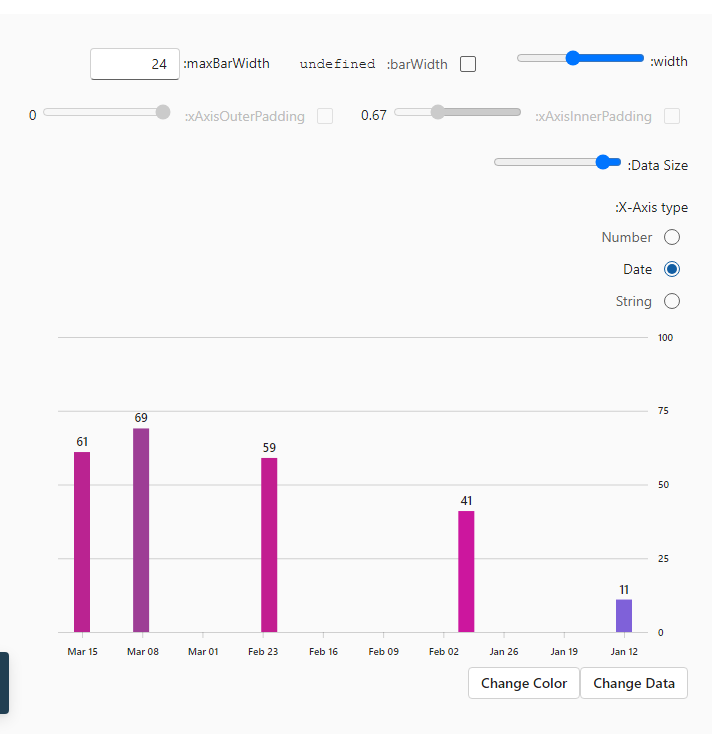 :width
undefined :barWidth
24 :maxBarWidth
:xAxisInnerPadding
0.67
:xAxisOuterPadding
0
:Data Size
:X-Axis type
Number
Date
String
100
75
50
25
0
61
69
59
41
11
Mar 15 Mar 08 Mar 01 Feb 23 Feb 16 Feb 09 Feb 02 Jan 26 Jan 19 Jan 12
Change Color Change Data